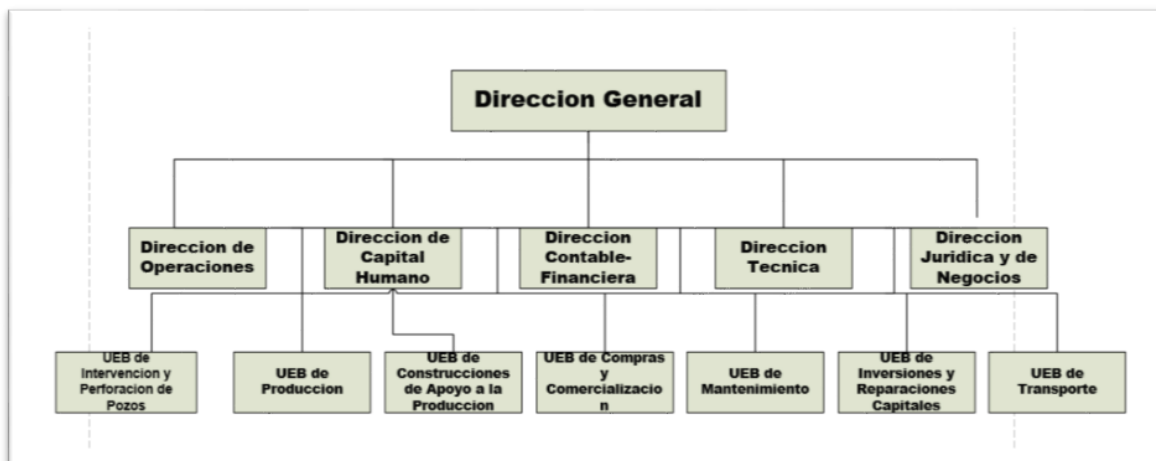 Direccion General
Direccion de
Operaciones
Direccion de
Capital
Humano
Direccion
Contable-
Financiera
Direccion
Tecnica
Direccion
Juridica y de
Negocios
UEB de
Intervencion y
Perforacion de
Pozos
UEB de
Produccion
UEB de
Construcciones
de Apoyo a la
Produccion
UEB de Compras
y
Comercializacio
n
UEB de
Mantenimiento
UEB de
Inversiones y
Reparaciones
Capitales
UEB de
Transporte